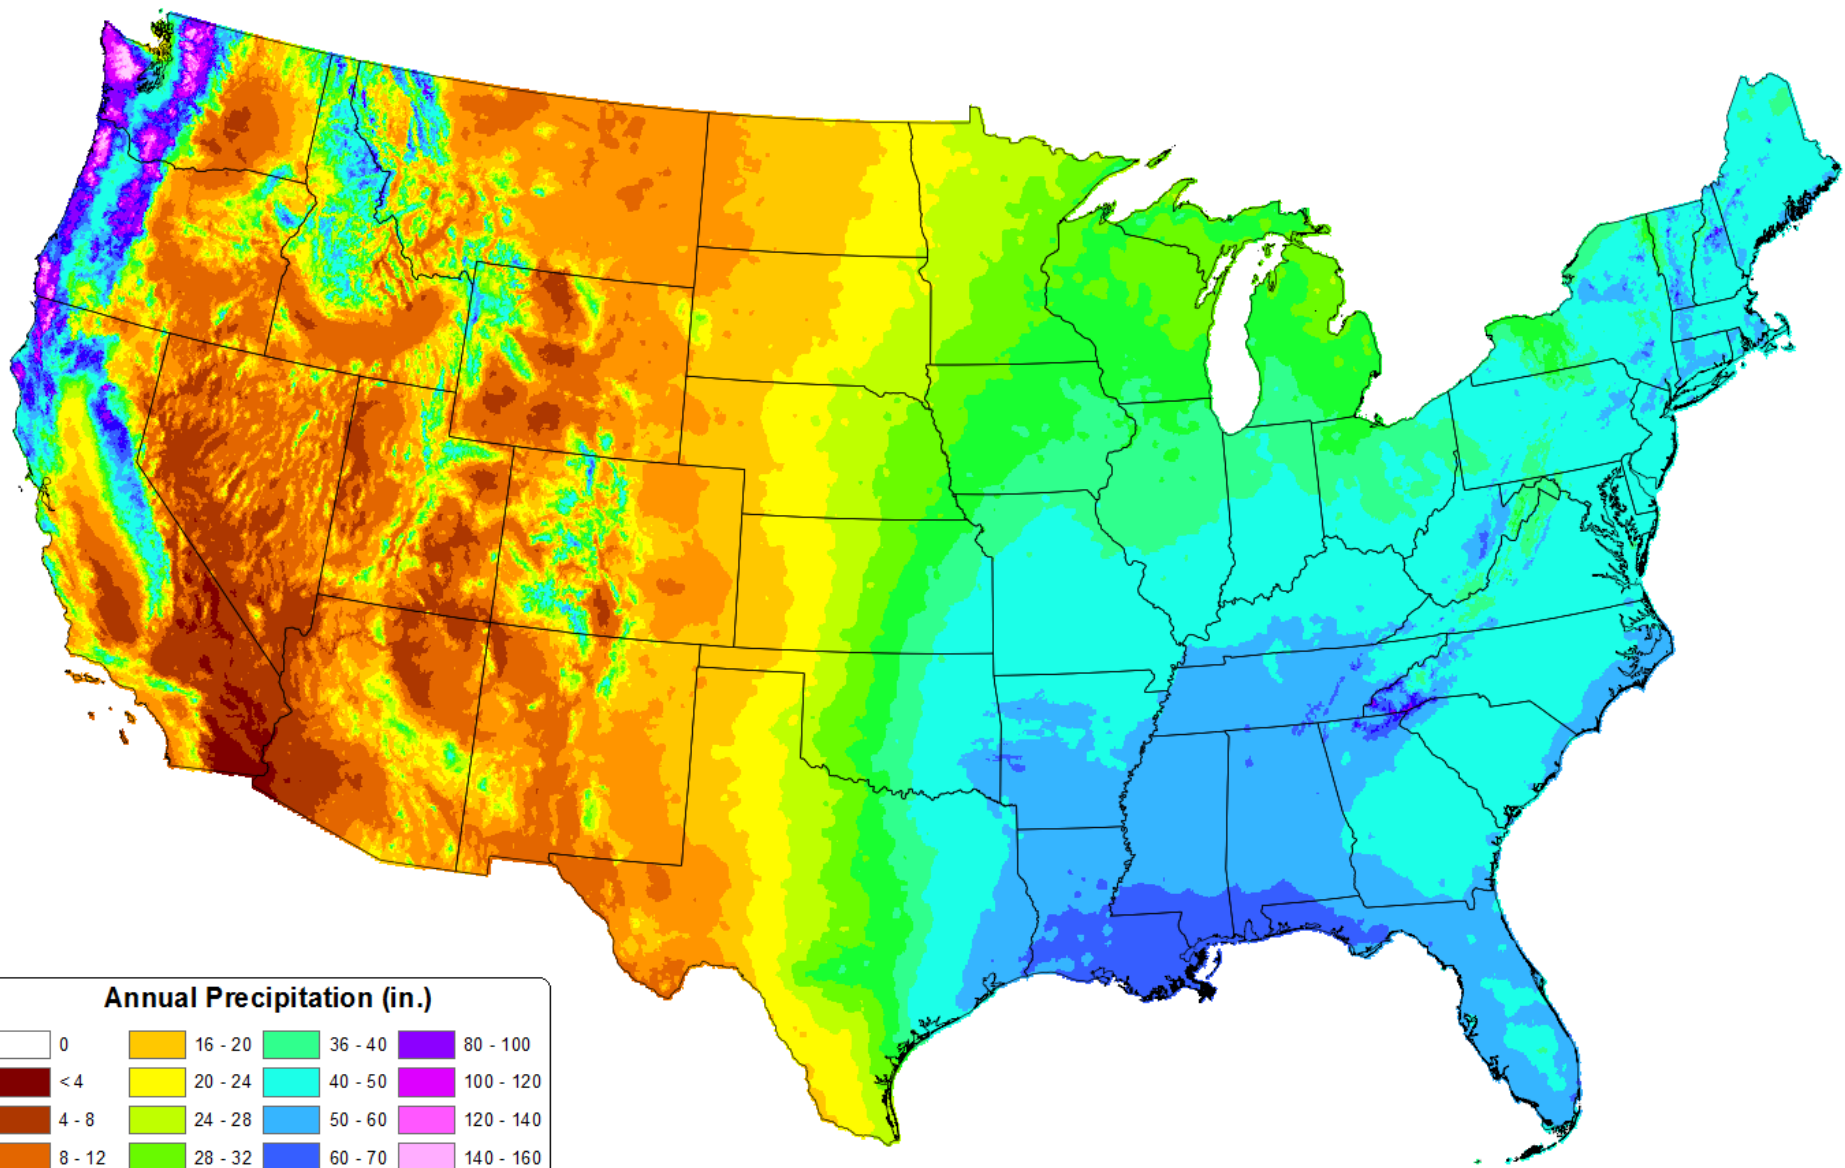 Annual Precipitation (in.)
0 16 - 20 36 - 40 80 - 100
< 4 20 - 24 40 - 50 100 - 120
4 - 8 24 - 28 50 - 60 120 - 140
8 - 12 28 - 32 60 - 70 140 - 160